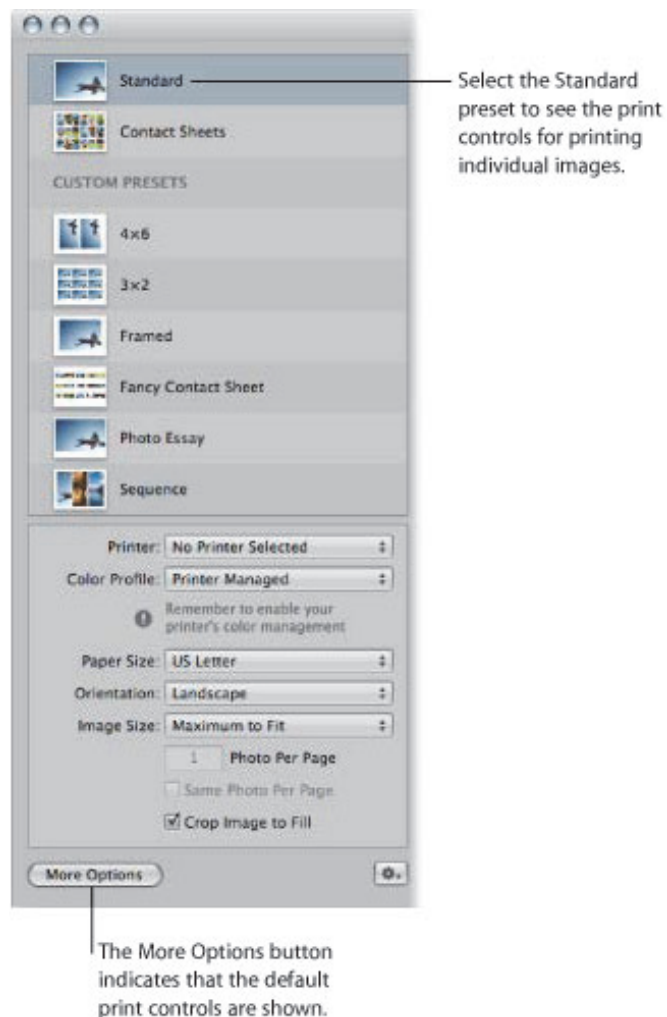 Standard
Select the Standard
preset to see the print
controls for printing
individual images.
Contact Sheets
CUSTOM PRESETS
4×6
3×2
Framed
Fancy Contact Sheet
Photo Essay
Sequence
Printer: No Printer Selected
Color Profile: Printer Managed
Remember to enable your
printer's color management
Paper Size: US Letter
Orientation: Landscape
Image Size: Maximum to Fit
1 Photo Per Page
Same Photo Per Page
Crop Image to Fill
More Options
The More Options button
indicates that the default
print controls are shown.